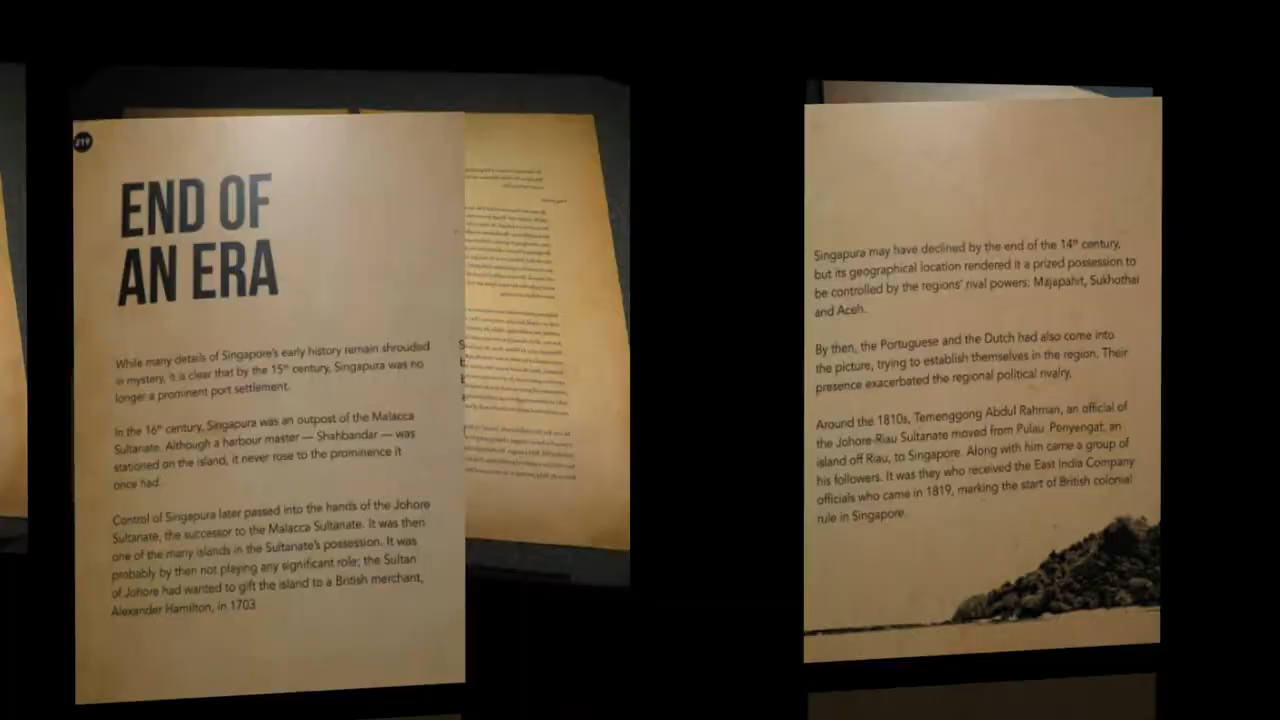 219
END OF
AN ERA
While many details of Singapore's early history remain shrouded
in mystery, it is clear that by the 15th century, Singapura was no
longer a prominent port settlement.
In the 16th century, Singapura was an outpost of the Malacca
Sultanate. Although a harbour master — Shahbandar — was
stationed on the island, it never rose to the prominence it
once had.
Control of Singapura later passed into the hands of the Johore
Sultanate, the successor to the Malacca Sultanate. It was then
one of the many islands in the Sultanate's possession. It was
probably by then not playing any significant role; the Sultan
of Johore had wanted to gift the island to a British merchant,
Alexander Hamilton, in 1703
Singapura may have declined by the end of the 14th century,
but its geographical location rendered it a prized possession to
be controlled by the regions' rival powers: Majapahit, Sukhothai
and Aceh.
By then, the Portuguese and the Dutch had also come into
the picture, trying to establish themselves in the region. Their
presence exacerbated the regional political rivalry.
Around the 1810s, Temenggong Abdul Rahman, an official of
the Johore-Riau Sultanate moved from Pulau Penyengat, an
island off Riau, to Singapore. Along with him came a group of
his followers. It was they who received the East India Company
officials who came in 1819, marking the start of British colonial
rule in Singapore.